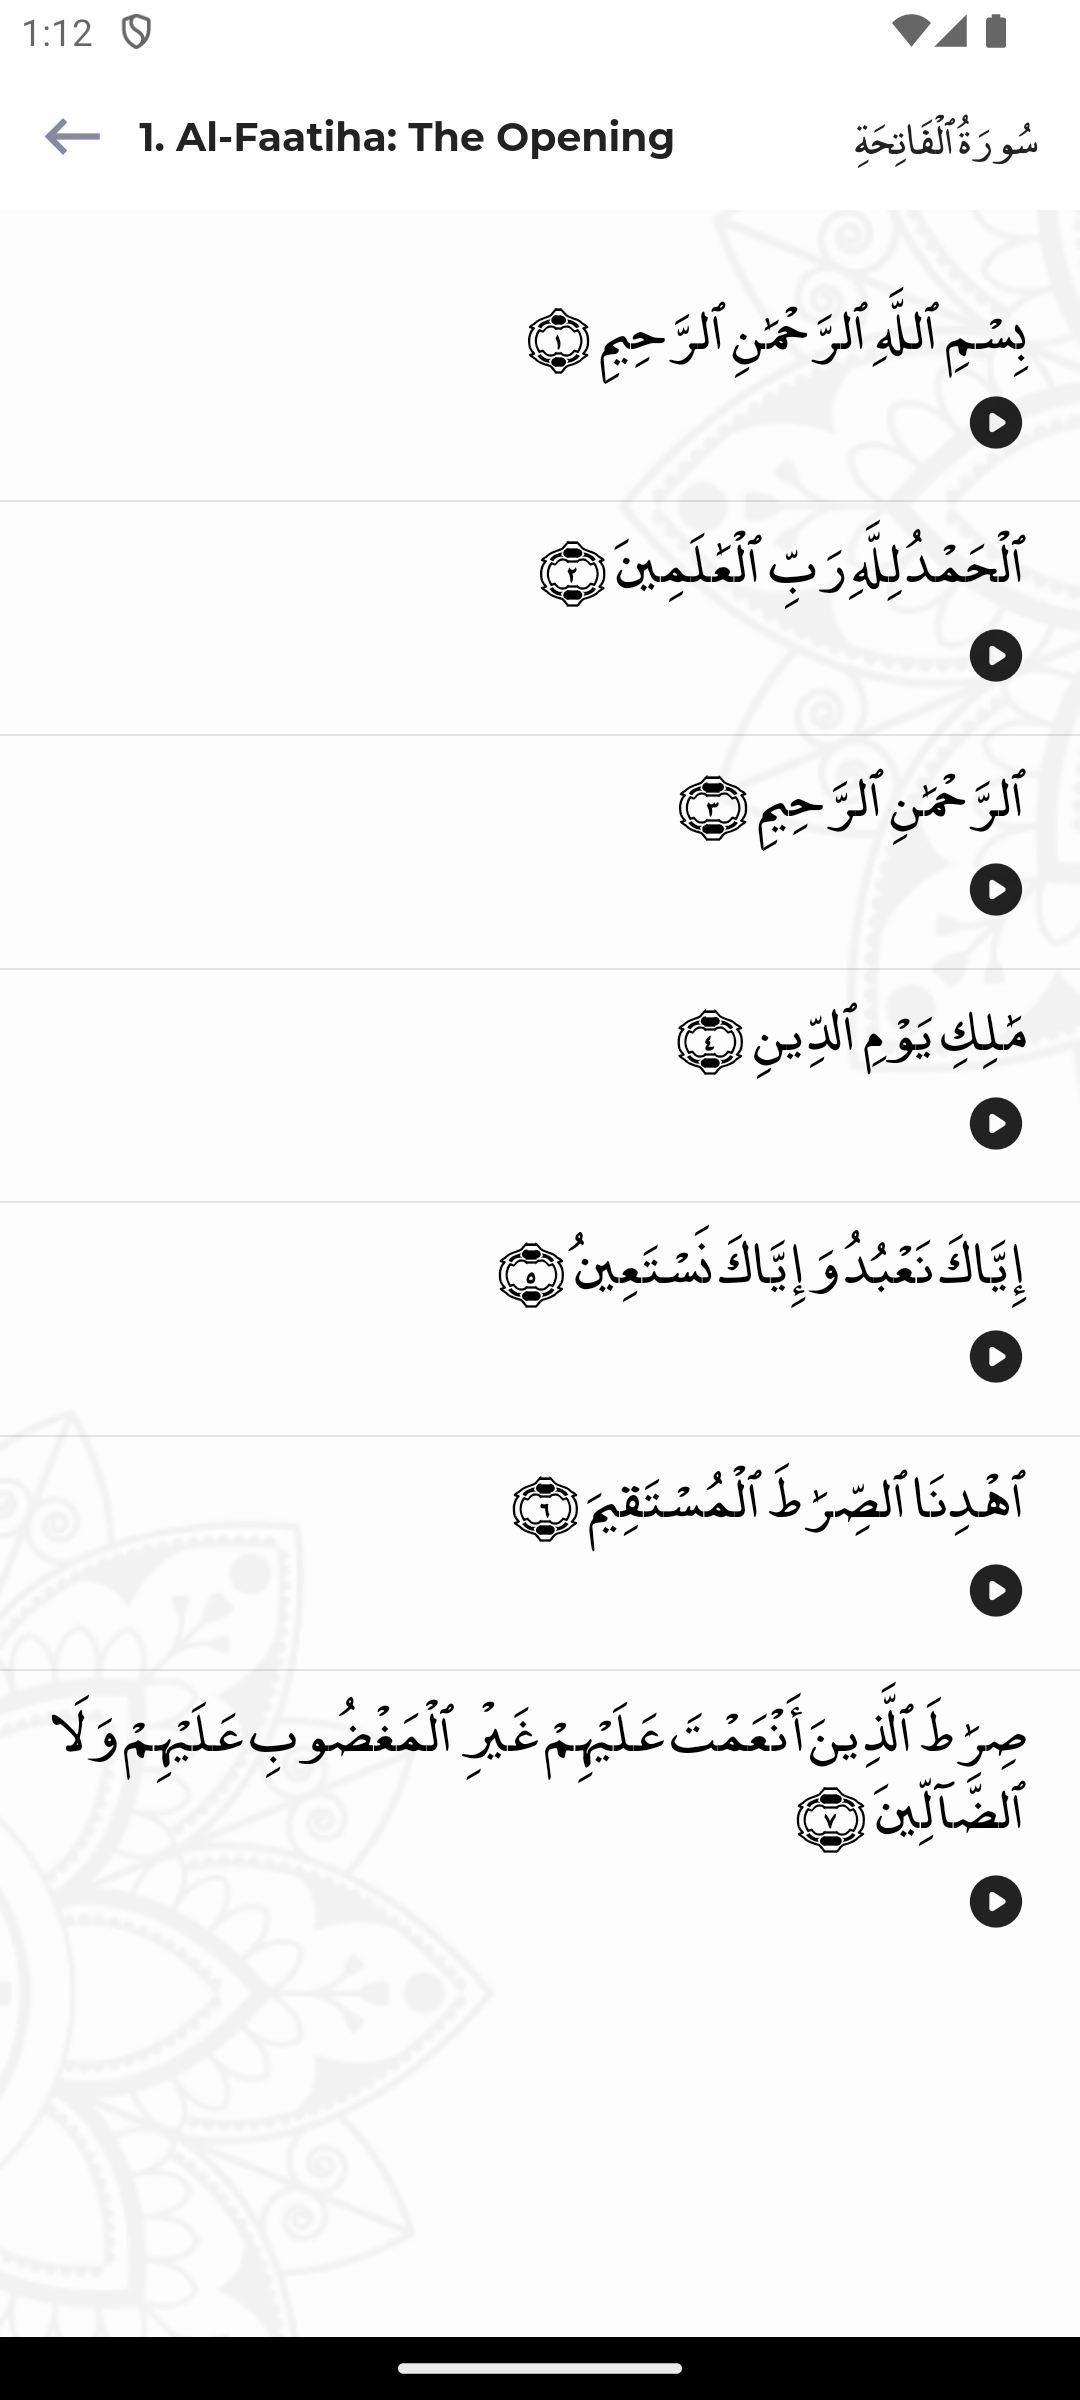 1:12
1. Al-Faatiha: The Opening
سُورَةُ ٱلْفَاتِحَةِ
بِسْمِ ٱللَّهِ ٱلرَّحْمَٰنِ ٱلرَّحِيمِ ١
ٱلْحَمْدُ لِلَّهِ رَبِّ ٱلْعَٰلَمِينَ ٢
ٱلرَّحْمَٰنِ ٱلرَّحِيمِ ٣
مَٰلِكِ يَوْمِ ٱلدِّينِ ٤
إِيَّاكَ نَعْبُدُ وَإِيَّاكَ نَسْتَعِينُ ٥
ٱهْدِنَا ٱلصِّرَٰطَ ٱلْمُسْتَقِيمَ ٦
صِرَٰطَ ٱلَّذِينَ أَنْعَمْتَ عَلَيْهِمْ غَيْرِ ٱلْمَغْضُوبِ عَلَيْهِمْ وَلَا
ٱلضَّآلِّينَ ٧